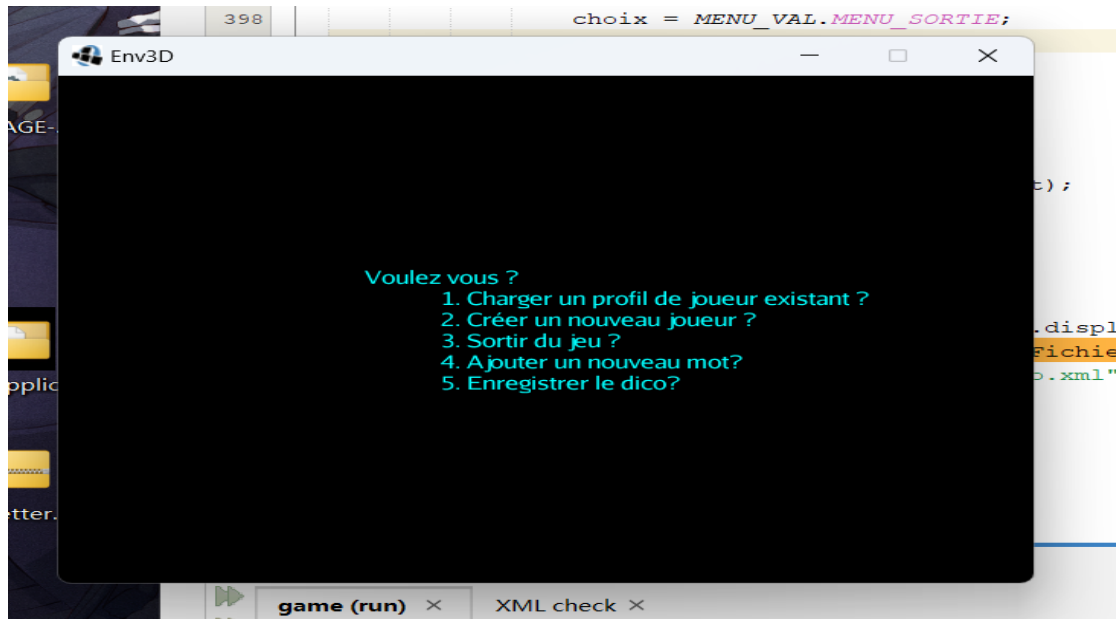 398 choix = MENU_VAL.MENU_SORTIE;
Env3D
AGE-
t);
Voulez vous ?
1. Charger un profil de joueur existant ?
2. Créer un nouveau joueur ?
3. Sortir du jeu ?
4. Ajouter un nouveau mot?
5. Enregistrer le dico?
.displ
Fichie
o.xml"
pplic
etter.
game (run) ×
XML check ×